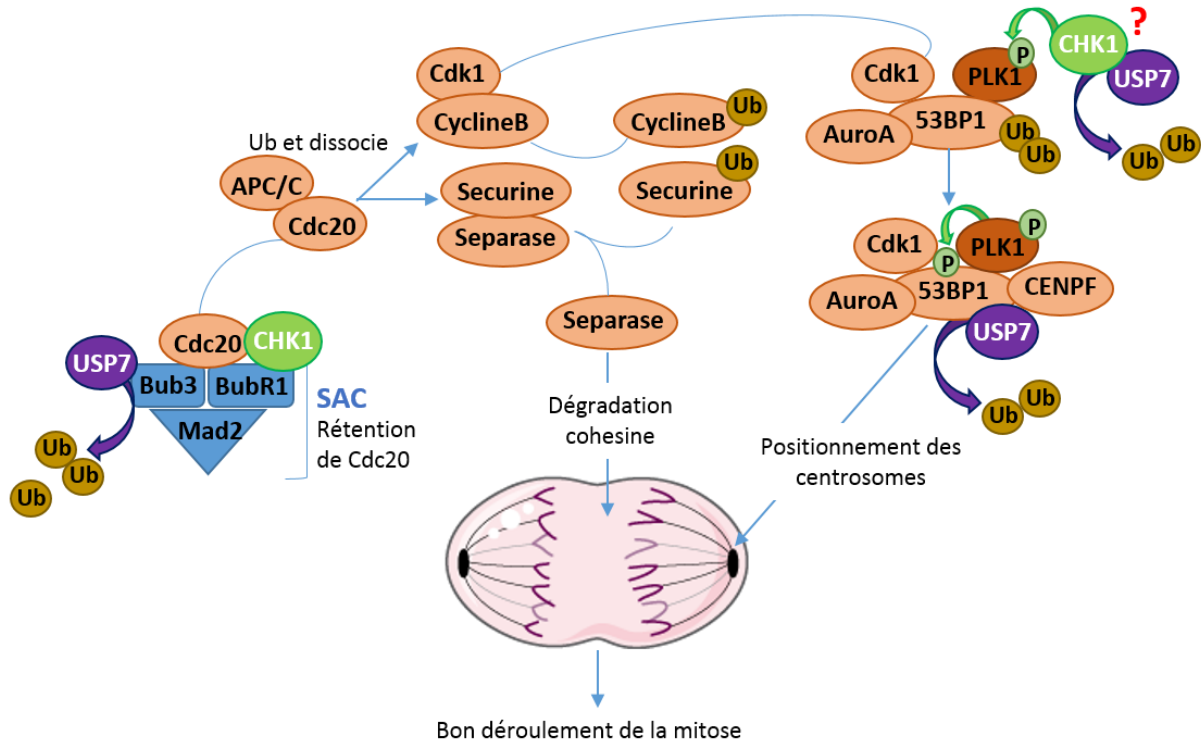 Cdk1
CyclineB
CyclineB
Ub
Ub et dissocie
APC/C
Cdc20
Securine
Separase
Securine
Ub
Separase
Cdk1
PLK1
P
CHK1
?
USP7
AuroA
53BP1
Ub
Ub
Ub
Ub
Cdk1
P
PLK1
P
AuroA
53BP1
CENPF
USP7
Ub
Ub
USP7
Cdc20
CHK1
Bub3
BubR1
Mad2
Ub
Ub
Ub
SAC
Rétention
de Cdc20
Dégradation
cohesine
Positionnement des
centrosomes
Bon déroulement de la mitose